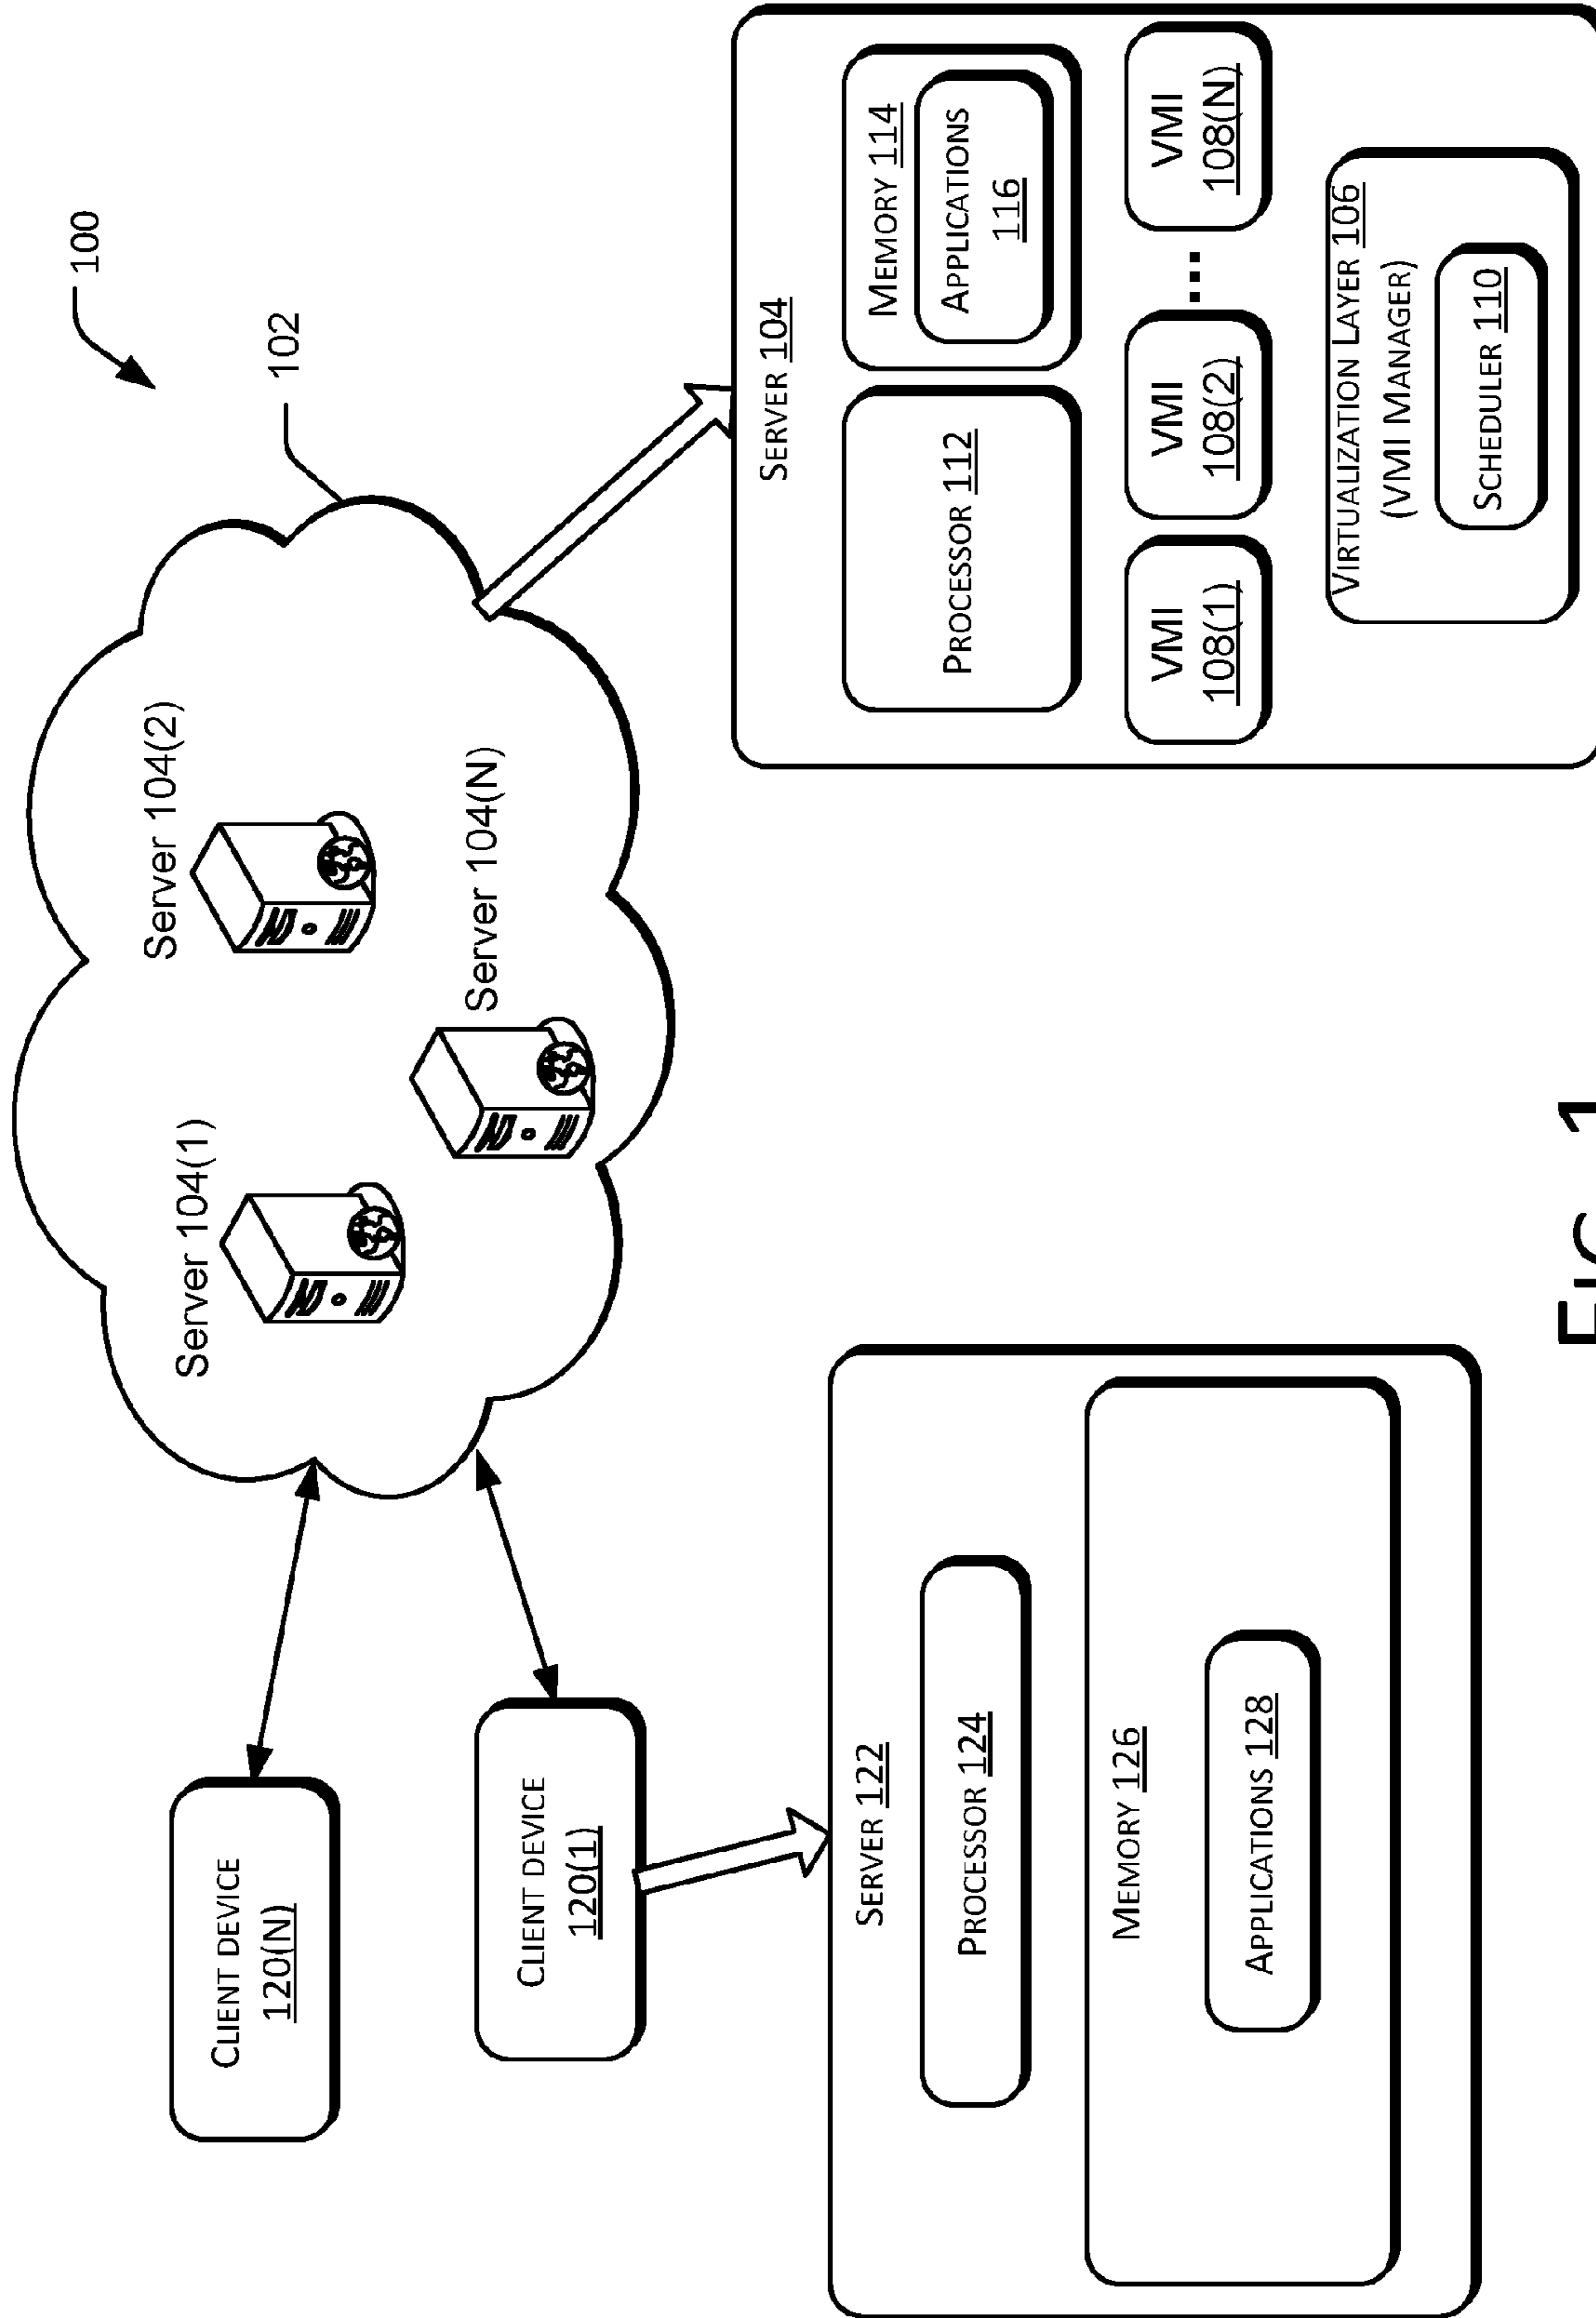 100
102
Server 104(1)
Server 104(2)
Server 104(N)
CLIENT DEVICE
120(N)
CLIENT DEVICE
120(1)
SERVER 122
PROCESSOR 124
MEMORY 126
APPLICATIONS 128
SERVER 104
PROCESSOR 112
MEMORY 114
APPLICATIONS
116
VMI
108(1)
VMI
108(2)
...
VMI
108(N)
VIRTUALIZATION LAYER 106
(VMI MANAGER)
SCHEDULER 110
FIG. 1